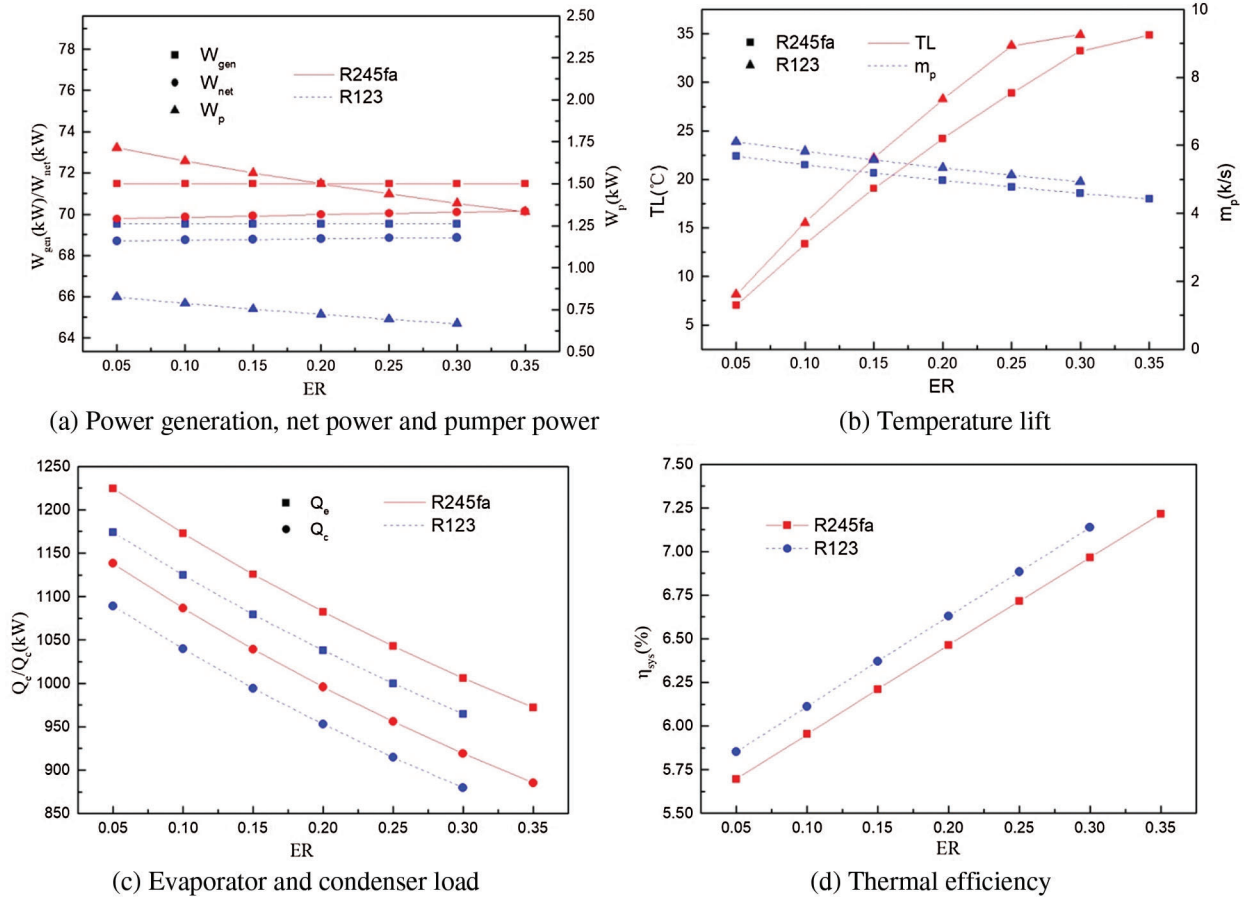 78
76
74
72
70
68
66
64
W_gen(kW)/W_net(kW)
2.50
2.25
2.00
1.75
1.50
1.25
1.00
0.75
0.50
W_p(kW)
W_gen
W_net
W_p
R245fa
R123
0.05 0.10 0.15 0.20 0.25 0.30 0.35
ER
(a) Power generation, net power and pumper power
35
30
25
20
15
10
5
TL(°C)
10
8
6
4
2
0
m_p(k/s)
R245fa
R123
TL
m_p
0.05 0.10 0.15 0.20 0.25 0.30 0.35
ER
(b) Temperature lift
1250
1200
1150
1100
1050
1000
950
900
850
Q_e/Q_c(kW)
Q_e
Q_c
R245fa
R123
0.05 0.10 0.15 0.20 0.25 0.30 0.35
ER
(c) Evaporator and condenser load
7.50
7.25
7.00
6.75
6.50
6.25
6.00
5.75
5.50
η_sys(%)
R245fa
R123
0.05 0.10 0.15 0.20 0.25 0.30 0.35
ER
(d) Thermal efficiency